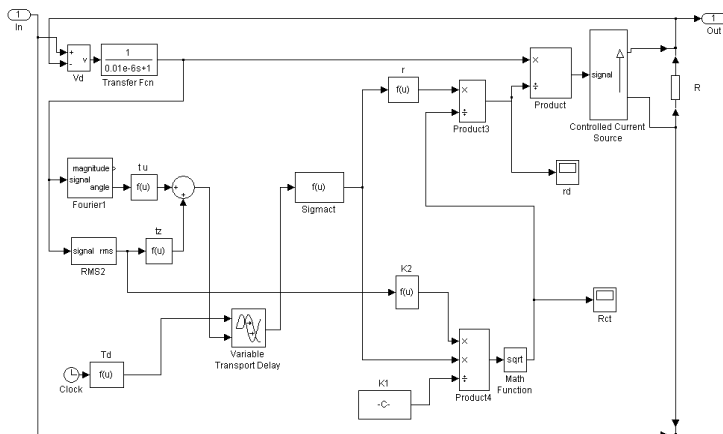 1
In
1
Out
+
-
v
Vd
1
0.01e-6s+1
Transfer Fcn
r
f(u)
×
÷
Product3
×
÷
Product
signal
Controlled Current
Source
R
magnitude
signal
angle
Fourier1
tu
f(u)
+
+
f(u)
Sigmact
rd
signal rms
RMS2
tz
f(u)
K2
f(u)
Rct
Td
f(u)
Clock
Variable
Transport Delay
×
×
÷
Product4
sqrt
Math
Function
K1
-C-